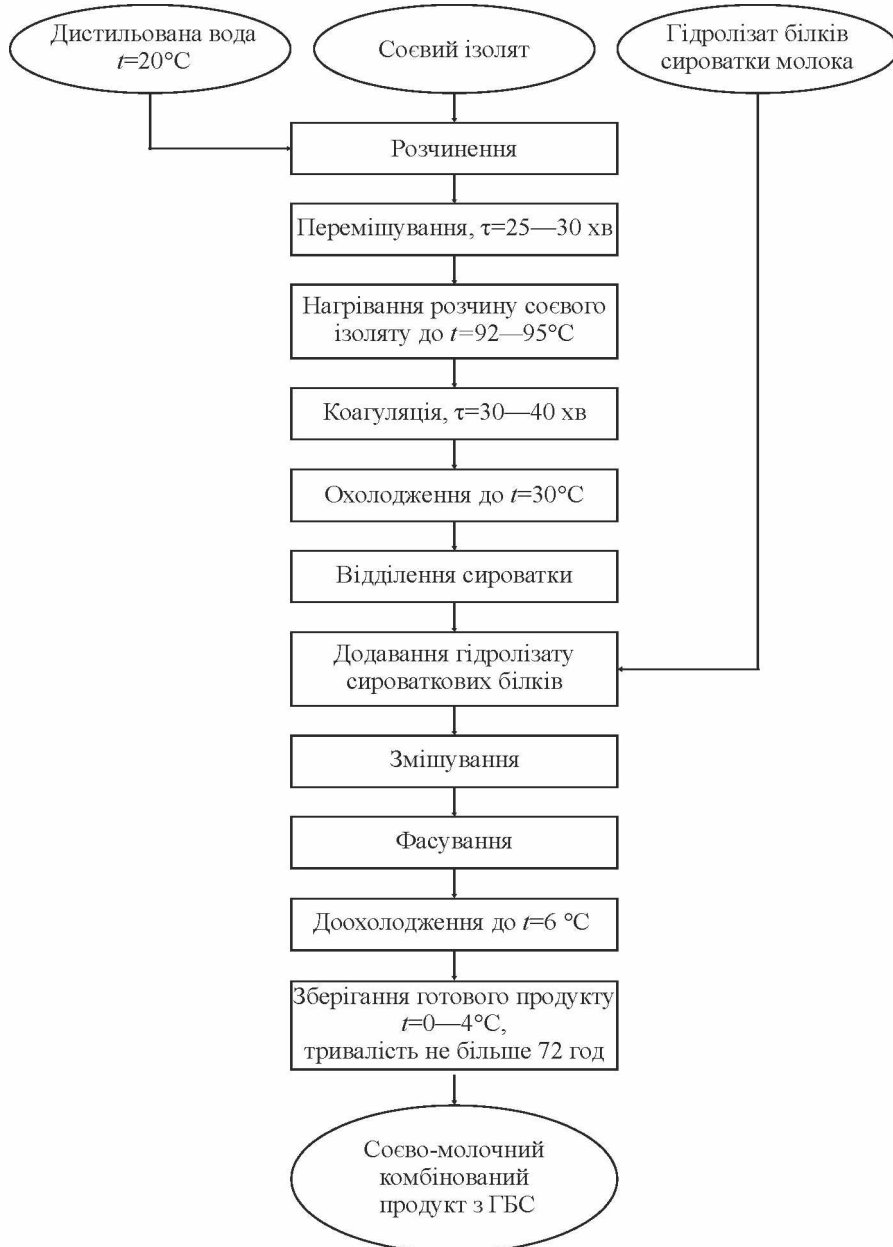 Дистильована вода
t=20°C
Соєвий ізолят
Гідролізат білків
сироватки молока
Розчинення
Перемішування, τ=25—30 хв
Нагрівання розчину соєвого
ізоляту до t=92—95°C
Коагуляція, τ=30—40 хв
Охолодження до t=30°C
Відділення сироватки
Додавання гідролізату
сироваткових білків
Змішування
Фасування
Доохолодження до t=6 °C
Зберігання готового продукту
t=0—4°C,
тривалість не більше 72 год
Соєво-молочний
комбінований
продукт з ГБС